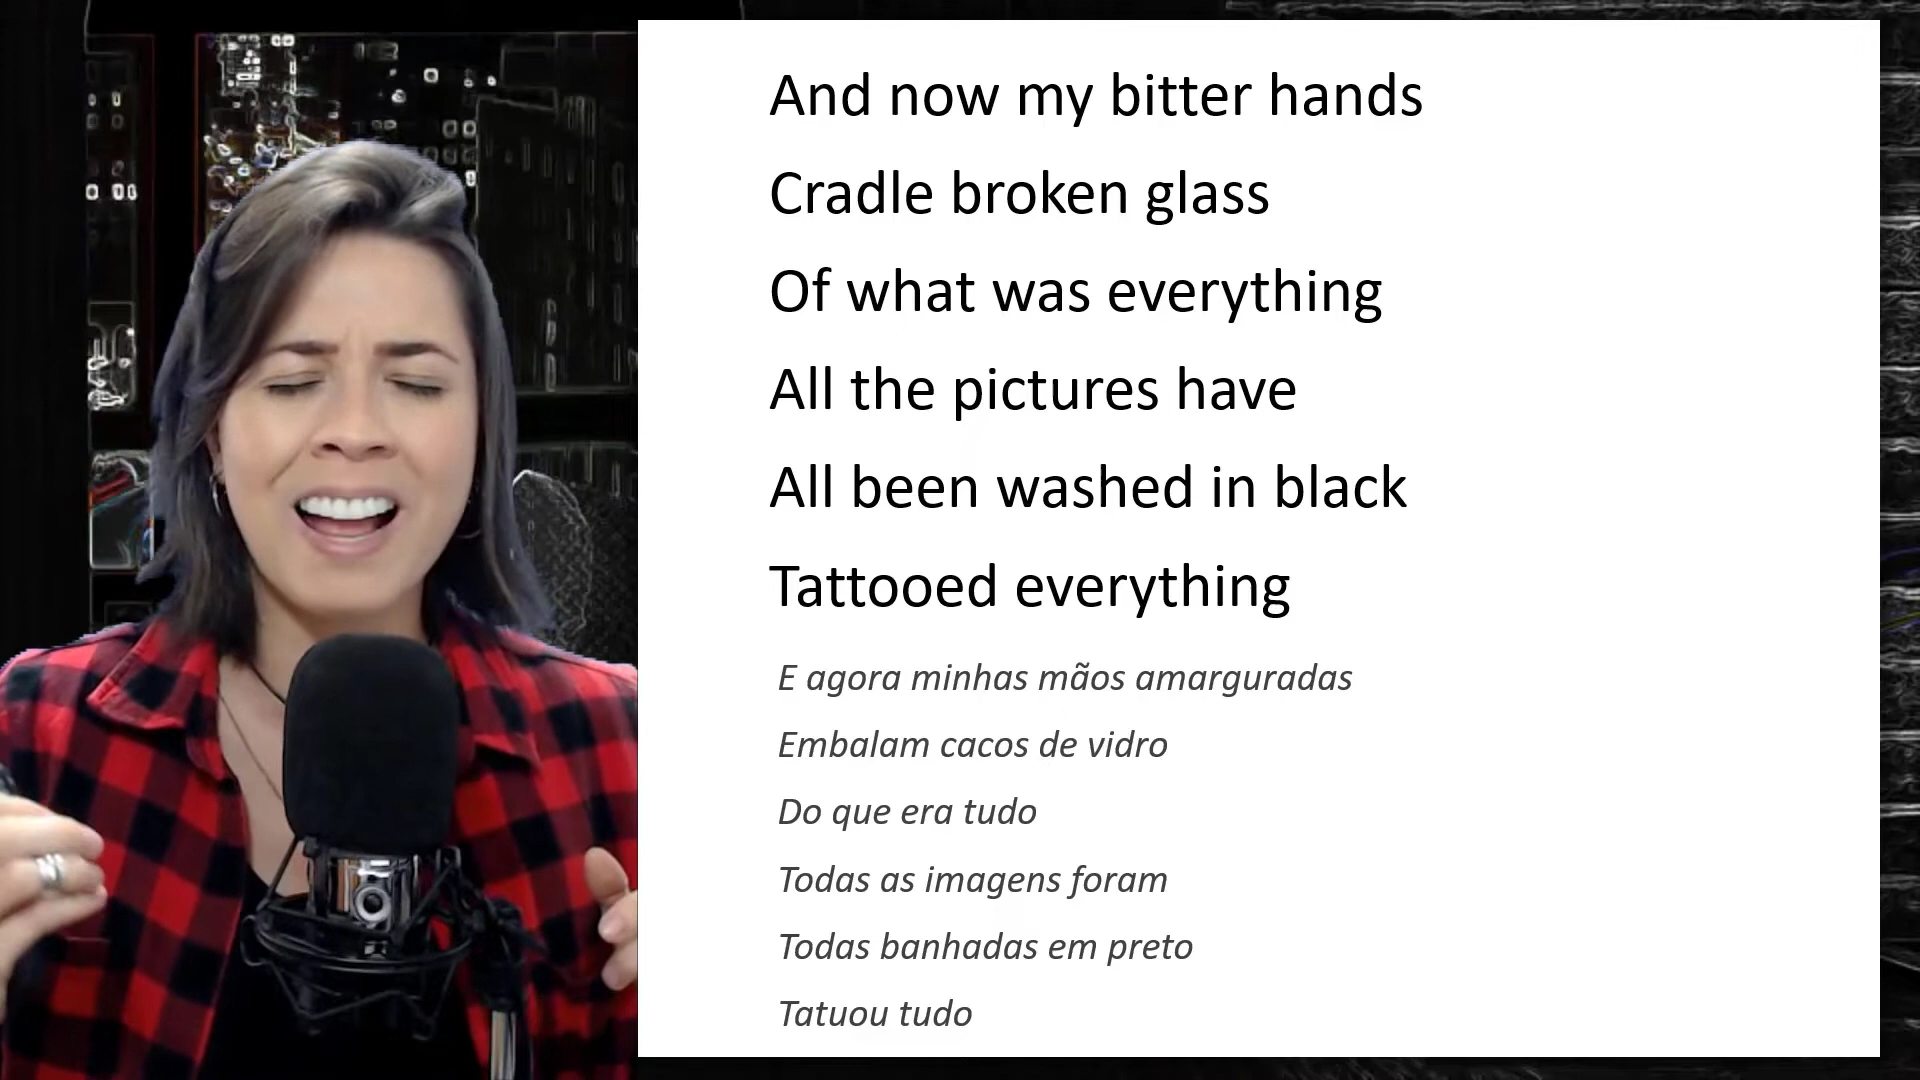 And now my bitter hands
Cradle broken glass
Of what was everything
All the pictures have
All been washed in black
Tattooed everything
E agora minhas mãos amarguradas
Embalam cacos de vidro
Do que era tudo
Todas as imagens foram
Todas banhadas em preto
Tatuou tudo